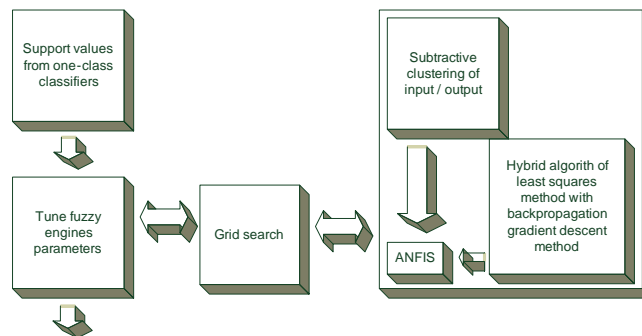 Support values
from one-class
classifiers
Tune fuzzy
engines
parameters
Grid search
Subtractive
clustering of
input / output
Hybrid algorith of
least squares
method with
backpropagation
gradient descent
method
ANFIS